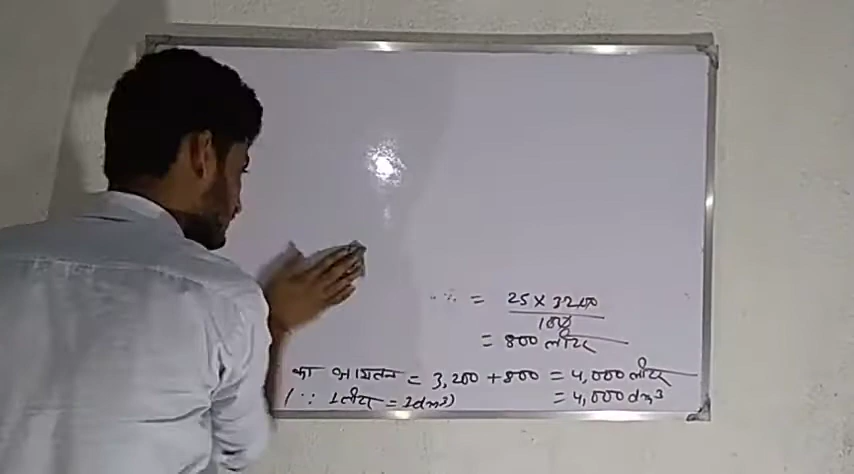 ∴ = 25 × 3200
100
= 800 लीटर
का आयतन = 3,200 + 800 = 4,000 लीटर
(∵ 1 लीटर = 1 dm3) = 4,000 dm3